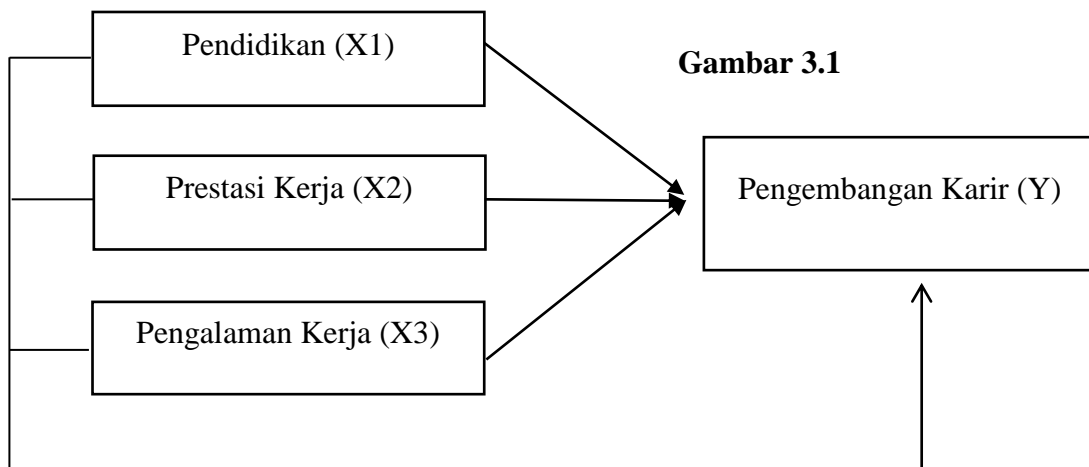 Pendidikan (X1)
Gambar 3.1
Prestasi Kerja (X2)
Pengembangan Karir (Y)
Pengalaman Kerja (X3)